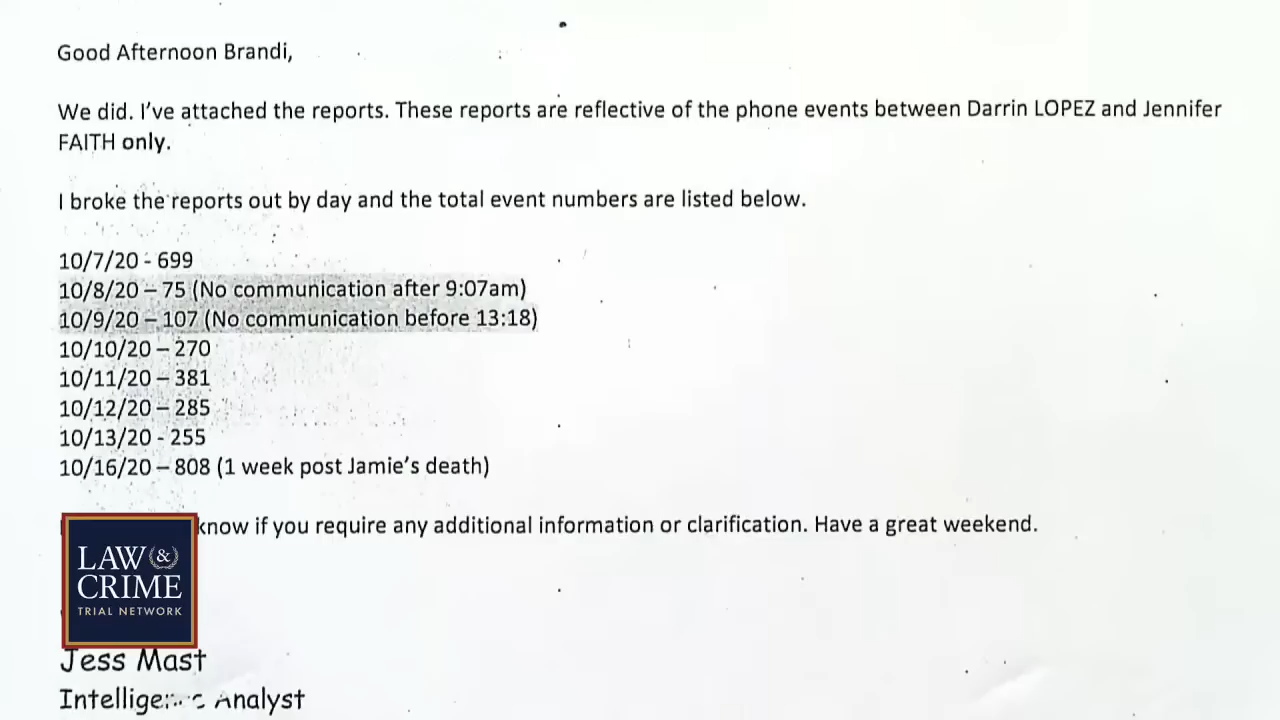 Good Afternoon Brandi,
We did. I've attached the reports. These reports are reflective of the phone events between Darrin LOPEZ and Jennifer
FAITH only.
I broke the reports out by day and the total event numbers are listed below.
10/7/20 - 699
10/8/20 – 75 (No communication after 9:07am)
10/9/20 – 107 (No communication before 13:18)
10/10/20 – 270
10/11/20 – 381
10/12/20 – 285
10/13/20 - 255
10/16/20 – 808 (1 week post Jamie's death)
know if you require any additional information or clarification. Have a great weekend.
LAW &
CRIME
TRIAL NETWORK
Jess Mast
Analyst